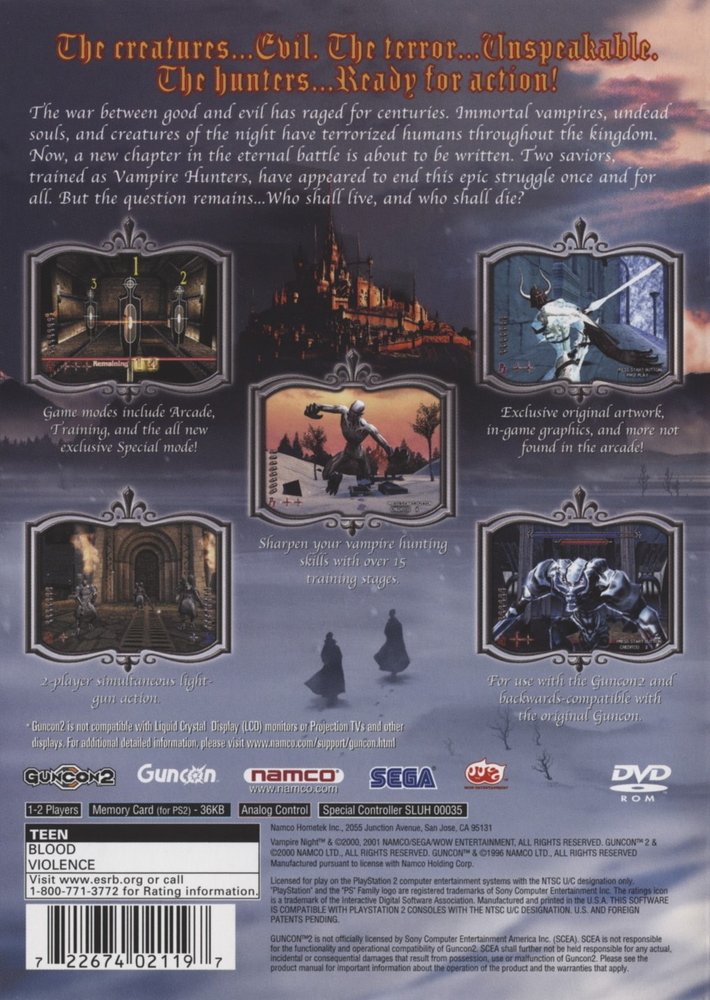 The creatures...Evil. The terror...Unspeakable.
The hunters...Ready for action!
The war between good and evil has raged for centuries. Immortal vampires, undead
souls, and creatures of the night have terrorized humans throughout the kingdom.
Now, a new chapter in the eternal battle is about to be written. Two saviors,
trained as Vampire Hunters, have appeared to end this epic struggle once and for
all. But the question remains...Who shall live, and who shall die?
3 1 2
Remaining
Game modes include Arcade,
Training, and the all new
exclusive Special mode!
PRESS START BUTTON
AND PLAY
Exclusive original artwork,
in-game graphics, and more not
found in the arcade!
Sharpen your vampire hunting
skills with over 15
training stages.
2-player simultaneous light-
gun action.
For use with the Guncon2 and
backwards-compatible with
the original Guncon.
* Guncon2 is not compatible with Liquid Crystal Display (LCD) monitors or Projection TVs and other
displays. For additional detailed information, please visit www.namco.com/support/guncon.html
GUNCON2 Guncon namco® SEGA® WOW ENTERTAINMENT DVD ROM
www.namco.com
1-2 Players Memory Card (for PS2) - 36KB Analog Control Special Controller SLUH 00035
TEEN
BLOOD
VIOLENCE
Visit www.esrb.org or call
1-800-771-3772 for Rating information.
7 22674 02119 7
Namco Hometek Inc., 2055 Junction Avenue, San Jose, CA 95131
Vampire Night™ & ©2000, 2001 NAMCO/SEGA/WOW ENTERTAINMENT, ALL RIGHTS RESERVED. GUNCON™ 2 &
©2000 NAMCO LTD., ALL RIGHTS RESERVED. GUNCON™ & ©1996 NAMCO LTD., ALL RIGHTS RESERVED
Manufactured pursuant to license with Namco Holding Corp.
Licensed for play on the PlayStation 2 computer entertainment systems with the NTSC U/C designation only.
"PlayStation" and the "PS" Family logo are registered trademarks of Sony Computer Entertainment Inc. The ratings icon
is a trademark of the Interactive Digital Software Association. Manufactured and printed in the U.S.A. THIS SOFTWARE
IS COMPATIBLE WITH PLAYSTATION 2 CONSOLES WITH THE NTSC U/C DESIGNATION. U.S. AND FOREIGN
PATENTS PENDING.
GUNCON™2 is not officially licensed by Sony Computer Entertainment America Inc. (SCEA). SCEA is not responsible
for the functionality and operational compatibility of Guncon2. SCEA shall further not be held responsible for any actual,
incidental or consequential damages that result from possession, use or malfunction of Guncon2. Please see the
product manual for important information about the operation of the product and the warranties that apply.